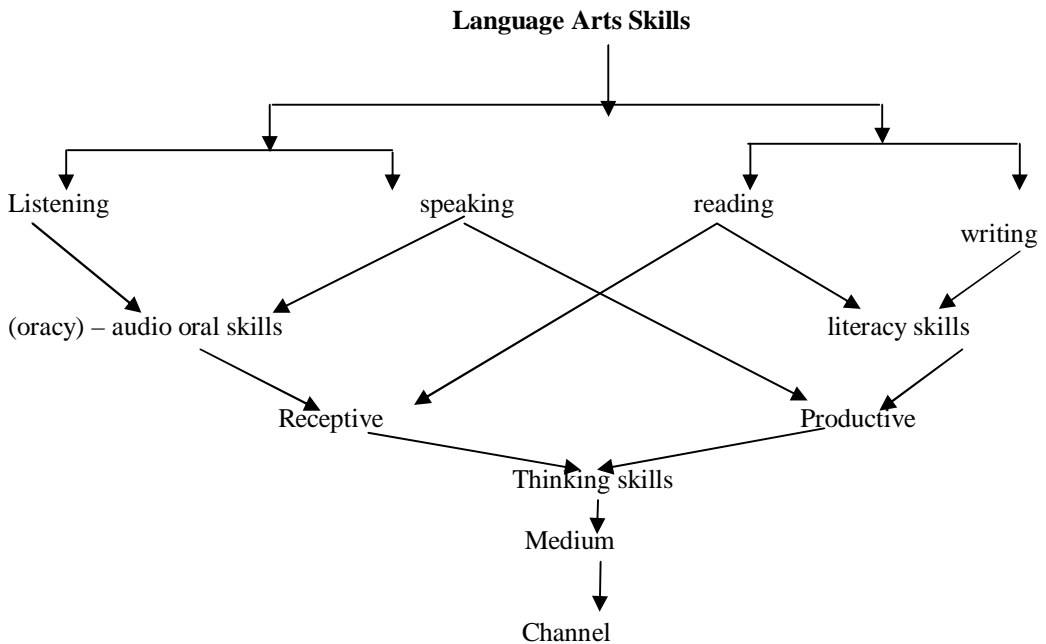 Language Arts Skills
Listening speaking reading
writing
(oracy) – audio oral skills literacy skills
Receptive Productive
Thinking skills
Medium
Channel